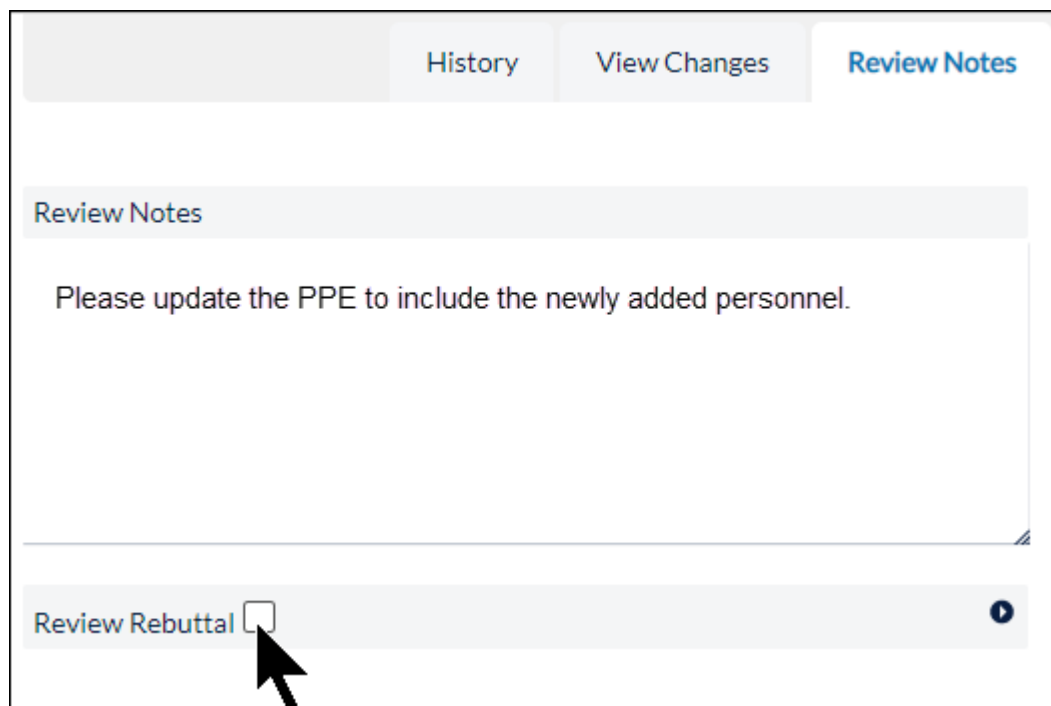 History View Changes Review Notes
Review Notes
Please update the PPE to include the newly added personnel.
Review Rebuttal